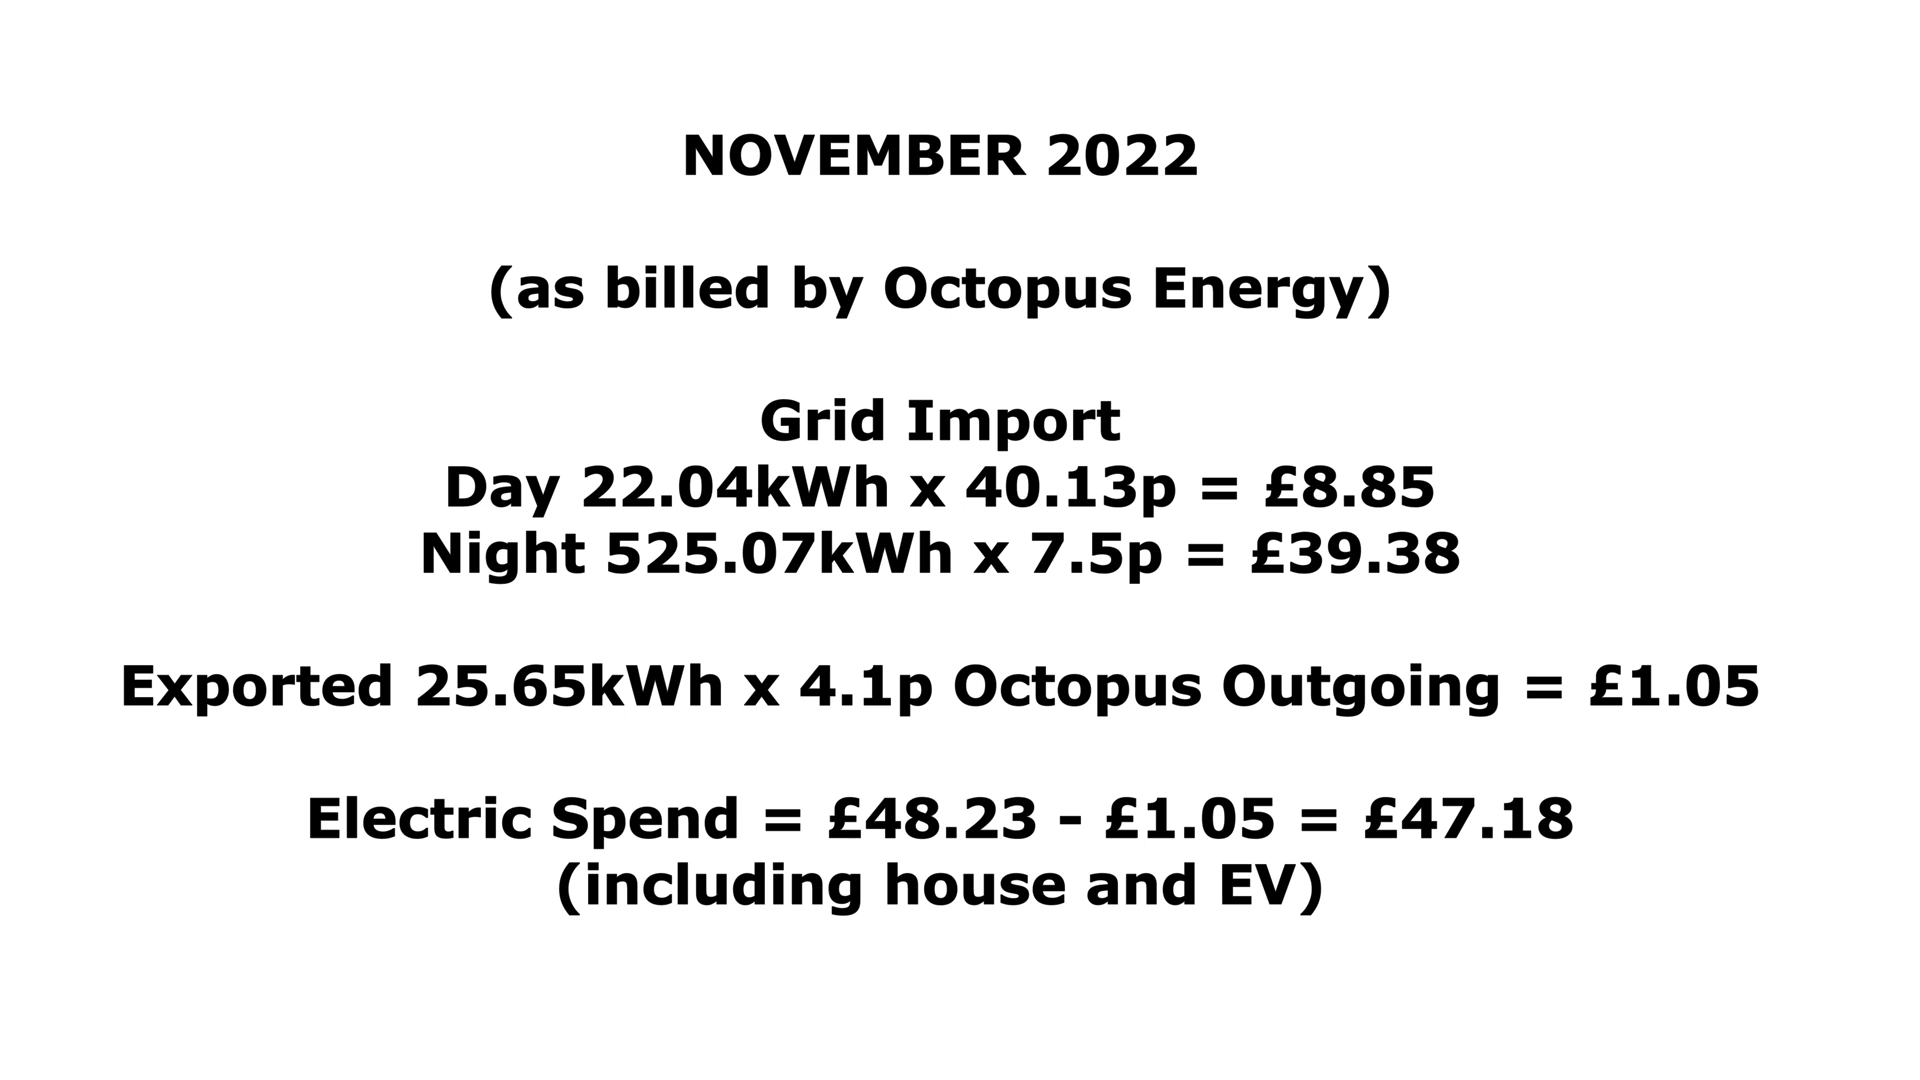 NOVEMBER 2022
(as billed by Octopus Energy)
Grid Import
Day 22.04kWh x 40.13p = £8.85
Night 525.07kWh x 7.5p = £39.38
Exported 25.65kWh x 4.1p Octopus Outgoing = £1.05
Electric Spend = £48.23 - £1.05 = £47.18
(including house and EV)